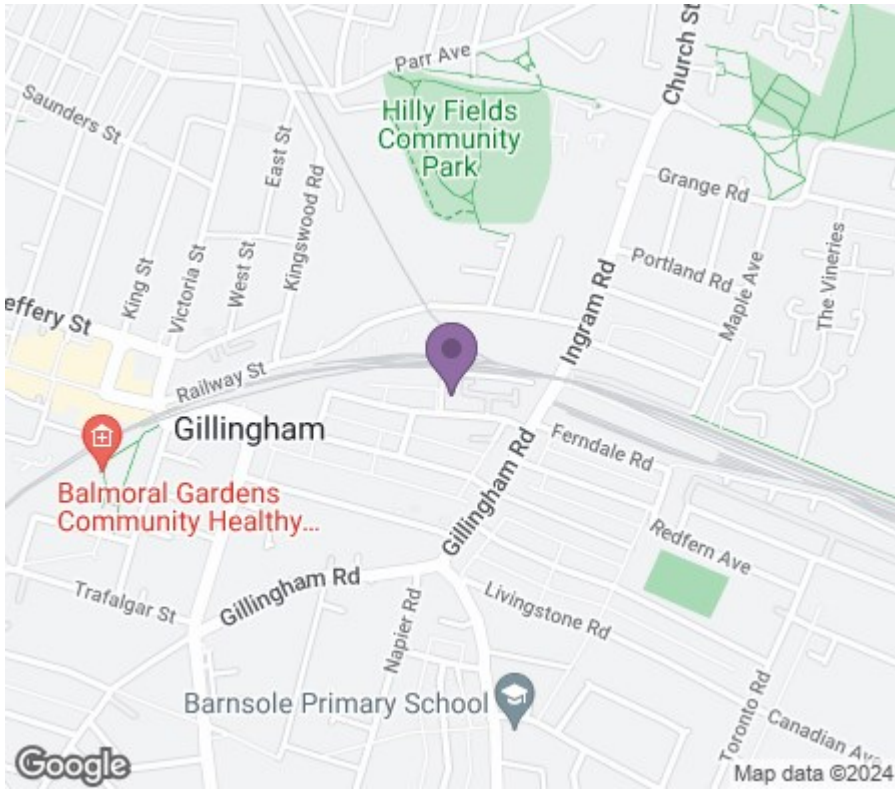 Parr Ave
Church St
Saunders St
Hilly Fields
Community
Park
East St
Kingswood Rd
Grange Rd
Victoria St
West St
King St
Portland Rd
Maple Ave
The Vineries
effery St
Ingram Rd
Railway St
Gillingham
Ferndale Rd
Gillingham Rd
Balmoral Gardens
Community Healthy...
Redfern Ave
Trafalgar St
Gillingham Rd
Napier Rd
Livingstone Rd
Barnsole Primary School
Toronto Rd
Canadian Ave
Google
Map data ©2024